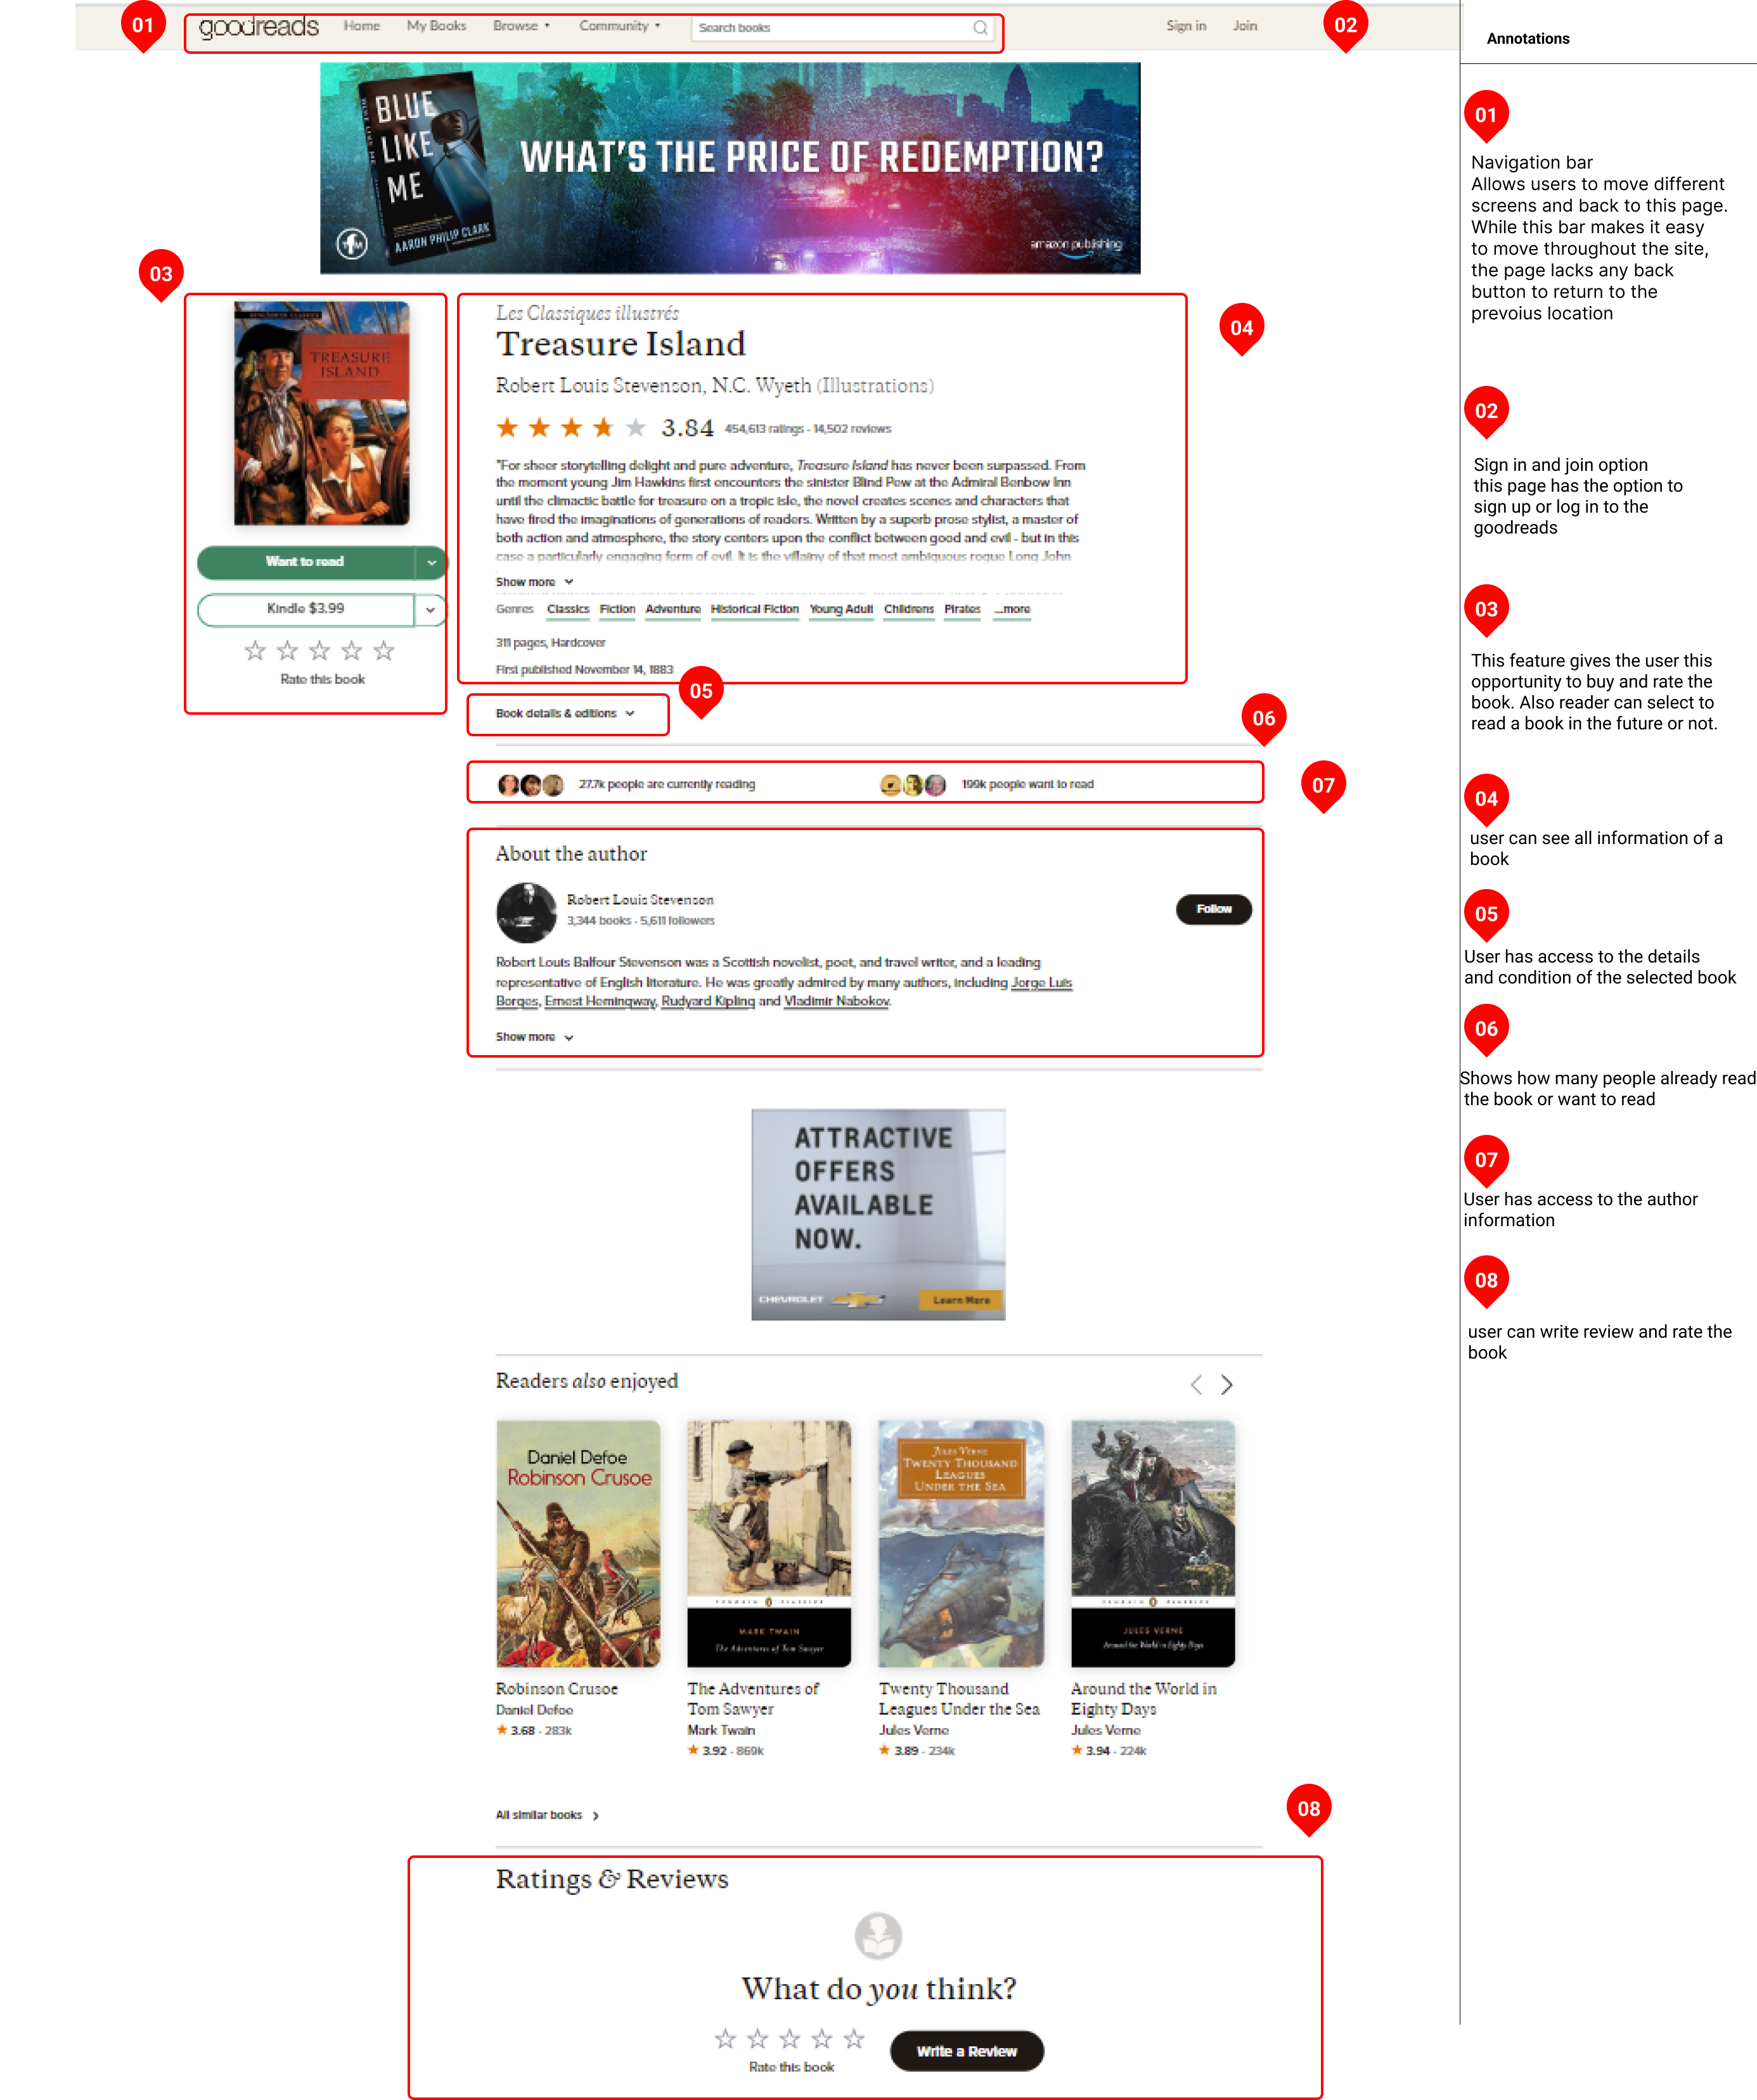 01
goodreads
Home
My Books
Browse
Community
Search books
Sign in
Join
02
BLUE
LIKE
ME
BLUE LIKE ME
AARON PHILIP CLARK
WHAT'S THE PRICE OF REDEMPTION?
amazon publishing
03
TREASURE
ISLAND
Want to read
Kindle $3.99
Rate this book
04
Les Classiques illustrés
Treasure Island
Robert Louis Stevenson, N.C. Wyeth (Illustrations)
3.84 454,613 ratings - 14,502 reviews
"For sheer storytelling delight and pure adventure, Treasure Island has never been surpassed. From
the moment young Jim Hawkins first encounters the sinister Blind Pew at the Admiral Benbow Inn
until the climactic battle for treasure on a tropic isle, the novel creates scenes and characters that
have fired the imaginations of generations of readers. Written by a superb prose stylist, a master of
both action and atmosphere, the story centers upon the conflict between good and evil - but in this
case a particularly engaging form of evil. It is the villainy of that most ambiguous rogue Long John
Show more
Genres Classics Fiction Adventure Historical Fiction Young Adult Childrens Pirates ...more
311 pages, Hardcover
First published November 14, 1883
05
Book details & editions
06
27.7k people are currently reading
199k people want to read
07
About the author
Robert Louis Stevenson
3,344 books - 5,611 followers
Follow
Robert Louis Balfour Stevenson was a Scottish novelist, poet, and travel writer, and a leading
representative of English literature. He was greatly admired by many authors, including Jorge Luis
Borges, Ernest Hemingway, Rudyard Kipling and Vladimir Nabokov.
Show more
ATTRACTIVE
OFFERS
AVAILABLE
NOW.
CHEVROLET
Learn More
Readers also enjoyed
Daniel Defoe
Robinson Crusoe
PENGUIN CLASSICS
MARK TWAIN
The Adventures of Tom Sawyer
JULES VERNE
TWENTY THOUSAND
LEAGUES
UNDER THE SEA
PENGUIN CLASSICS
JULES VERNE
Around the World in Eighty Days
Robinson Crusoe
Daniel Defoe
3.68 - 283k
The Adventures of
Tom Sawyer
Mark Twain
3.92 - 869k
Twenty Thousand
Leagues Under the Sea
Jules Verne
3.89 - 234k
Around the World in
Eighty Days
Jules Verne
3.94 - 224k
All similar books
08
Ratings & Reviews
What do you think?
Rate this book
Write a Review
Annotations
01
Navigation bar
Allows users to move different
screens and back to this page.
While this bar makes it easy
to move throughout the site,
the page lacks any back
button to return to the
prevoius location
02
Sign in and join option
this page has the option to
sign up or log in to the
goodreads
03
This feature gives the user this
opportunity to buy and rate the
book. Also reader can select to
read a book in the future or not.
04
user can see all information of a
book
05
User has access to the details
and condition of the selected book
06
Shows how many people already read
the book or want to read
07
User has access to the author
information
08
user can write review and rate the
book